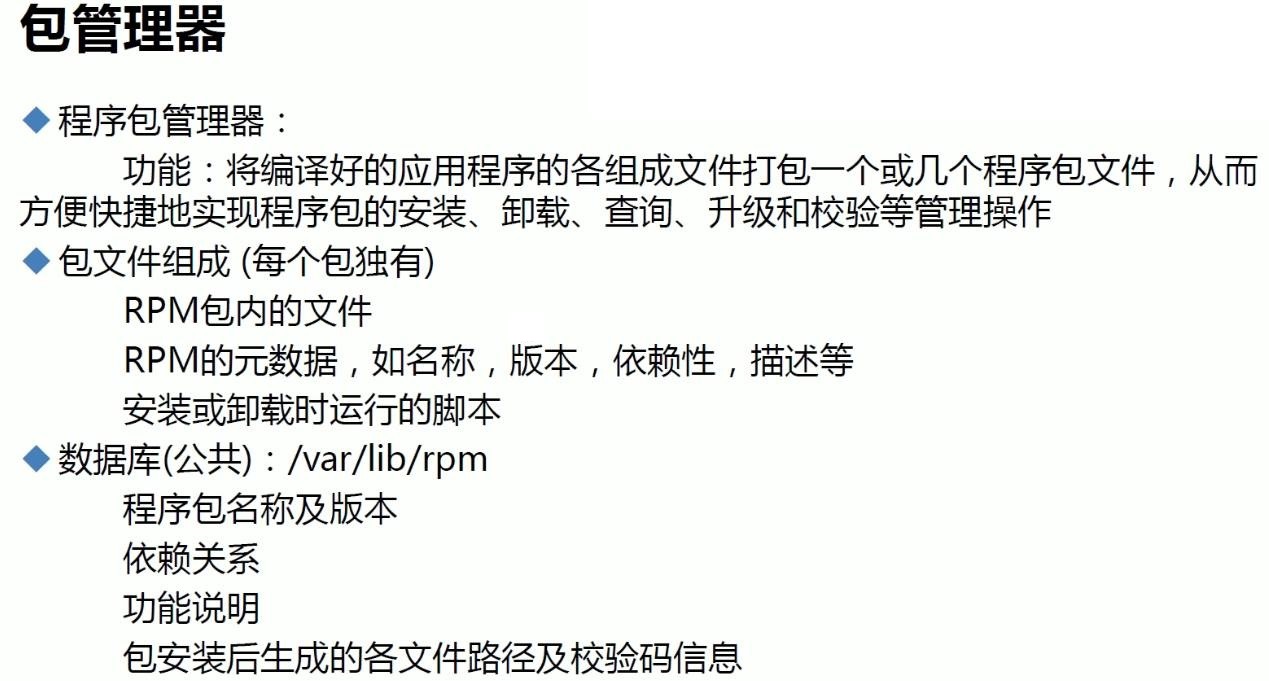 包管理器
◆ 程序包管理器：
功能：将编译好的应用程序的各组成文件打包一个或几个程序包文件，从而
方便快捷地实现程序包的安装、卸载、查询、升级和校验等管理操作
◆ 包文件组成 (每个包独有)
RPM包内的文件
RPM的元数据，如名称，版本，依赖性，描述等
安装或卸载时运行的脚本
◆ 数据库(公共)：/var/lib/rpm
程序包名称及版本
依赖关系
功能说明
包安装后生成的各文件路径及校验码信息